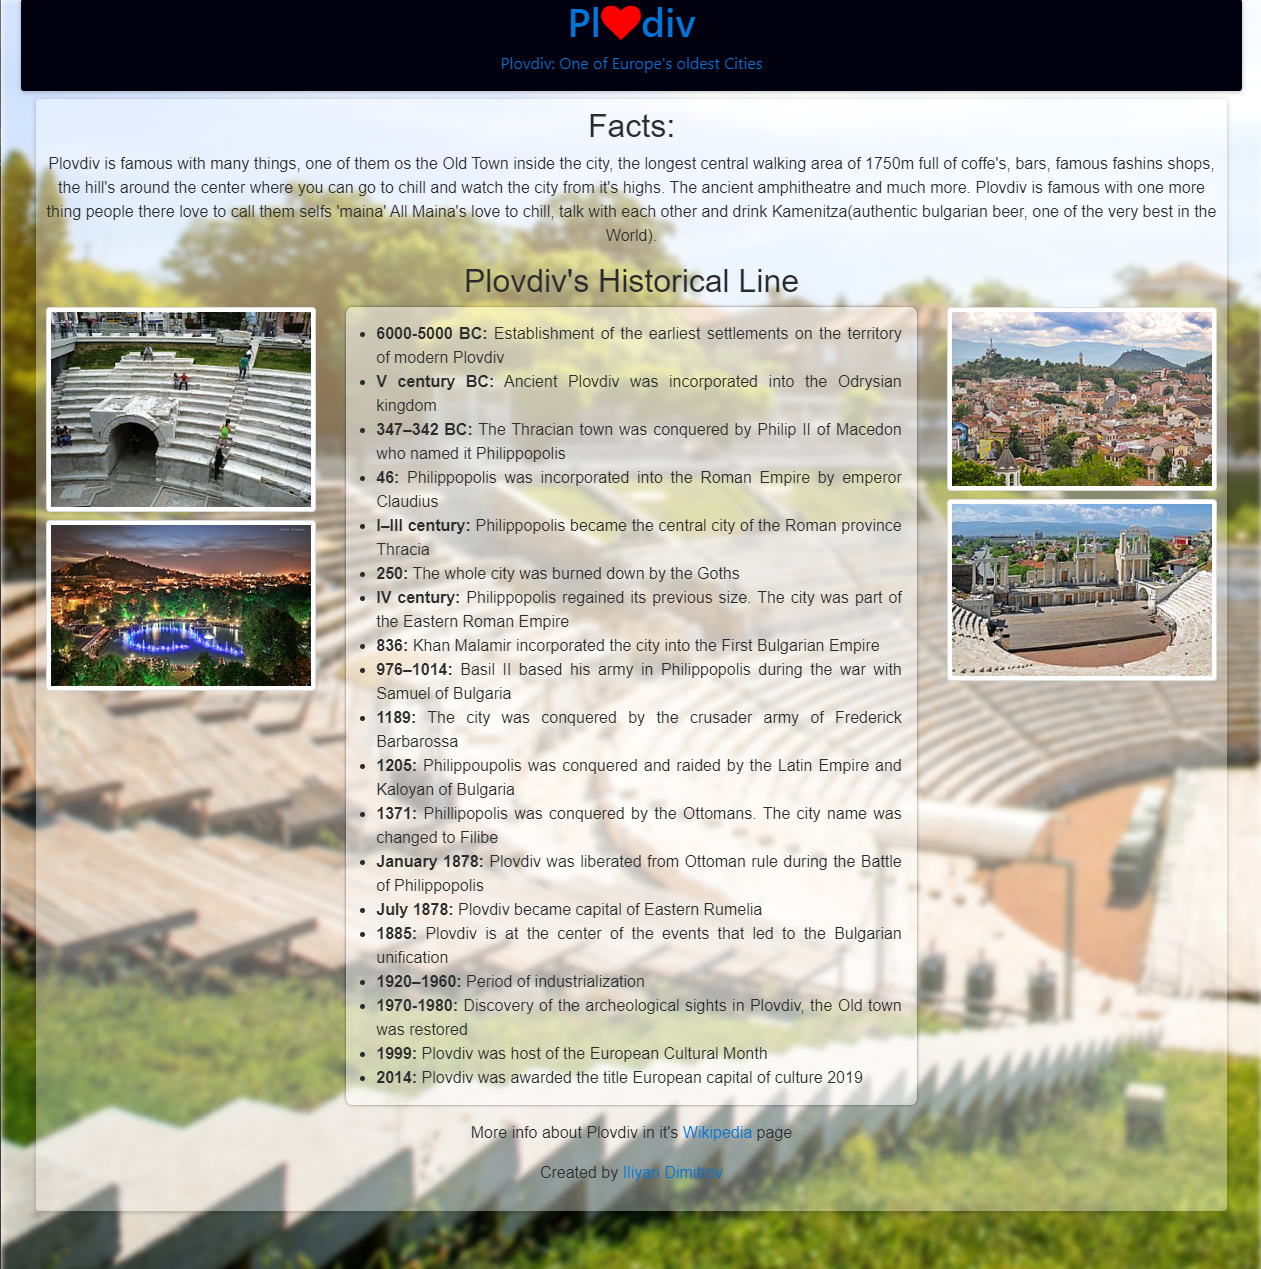 Pl❤div
Plovdiv: One of Europe's oldest Cities
Facts:
Plovdiv is famous with many things, one of them os the Old Town inside the city, the longest central walking area of 1750m full of coffe's, bars, famous fashins shops,
the hill's around the center where you can go to chill and watch the city from it's highs. The ancient amphitheatre and much more. Plovdiv is famous with one more
thing people there love to call them selfs 'maina' All Maina's love to chill, talk with each other and drink Kamenitza(authentic bulgarian beer, one of the very best in the
World).
Plovdiv's Historical Line
6000-5000 BC: Establishment of the earliest settlements on the territory
of modern Plovdiv
V century BC: Ancient Plovdiv was incorporated into the Odrysian
kingdom
347–342 BC: The Thracian town was conquered by Philip II of Macedon
who named it Philippopolis
46: Philippopolis was incorporated into the Roman Empire by emperor
Claudius
I–III century: Philippopolis became the central city of the Roman province
Thracia
250: The whole city was burned down by the Goths
IV century: Philippopolis regained its previous size. The city was part of
the Eastern Roman Empire
836: Khan Malamir incorporated the city into the First Bulgarian Empire
976–1014: Basil II based his army in Philippopolis during the war with
Samuel of Bulgaria
1189: The city was conquered by the crusader army of Frederick
Barbarossa
1205: Philippoupolis was conquered and raided by the Latin Empire and
Kaloyan of Bulgaria
1371: Phillipopolis was conquered by the Ottomans. The city name was
changed to Filibe
January 1878: Plovdiv was liberated from Ottoman rule during the Battle
of Philippopolis
July 1878: Plovdiv became capital of Eastern Rumelia
1885: Plovdiv is at the center of the events that led to the Bulgarian
unification
1920–1960: Period of industrialization
1970-1980: Discovery of the archeological sights in Plovdiv, the Old town
was restored
1999: Plovdiv was host of the European Cultural Month
2014: Plovdiv was awarded the title European capital of culture 2019
More info about Plovdiv in it's Wikipedia page
Created by Iliyan Dimitrov